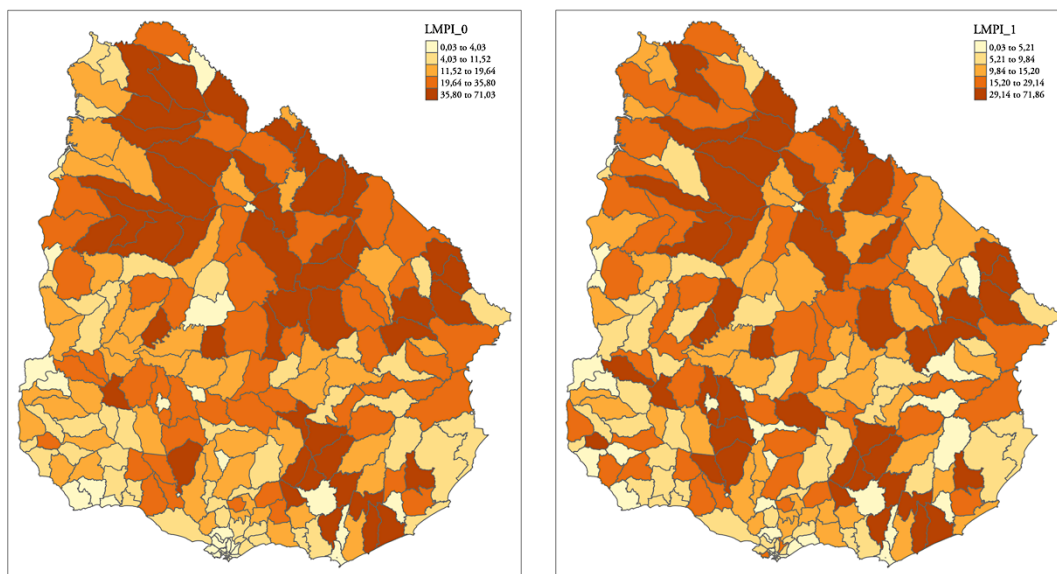 LMPI_0
0,03 to 4,03
4,03 to 11,52
11,52 to 19,64
19,64 to 35,80
35,80 to 71,03
LMPI_1
0,03 to 5,21
5,21 to 9,84
9,84 to 15,20
15,20 to 29,14
29,14 to 71,86